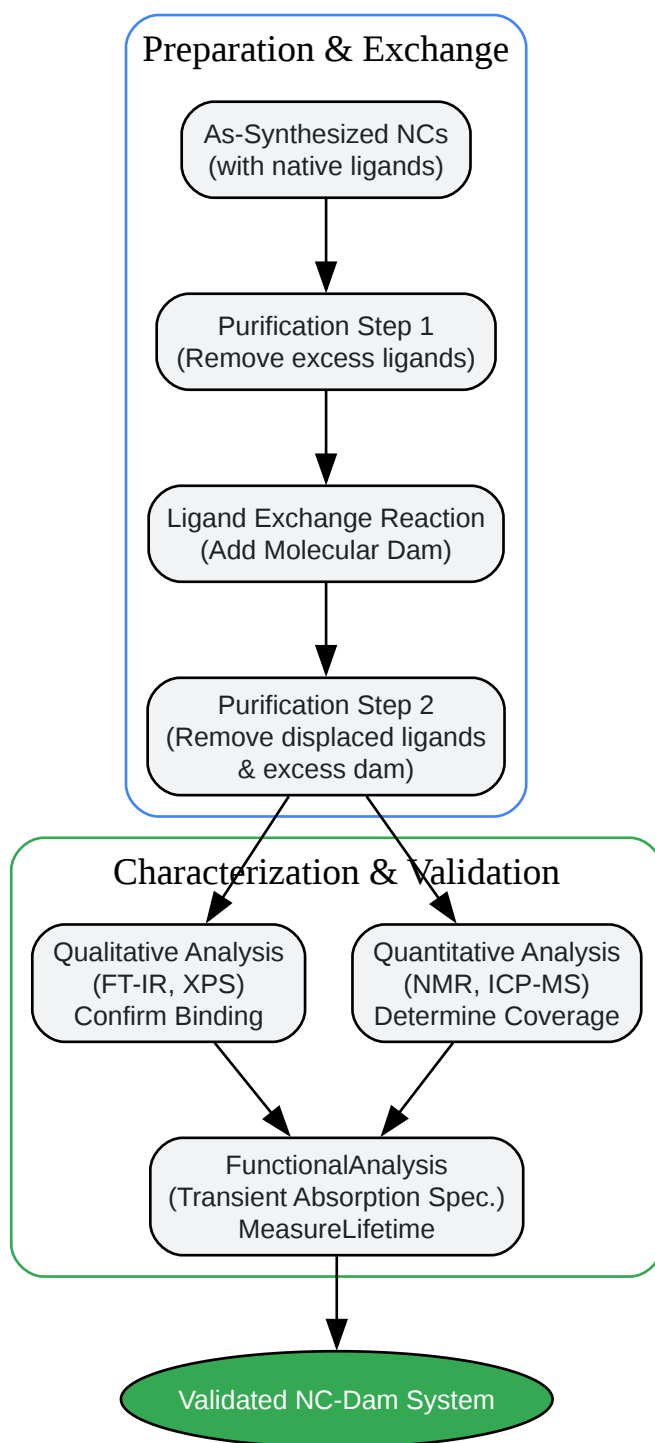 Preparation & Exchange
As-Synthesized NCs
(with native ligands)
Purification Step 1
(Remove excess ligands)
Ligand Exchange Reaction
(Add Molecular Dam)
Purification Step 2
(Remove displaced ligands
& excess dam)
Characterization & Validation
Qualitative Analysis
(FT-IR, XPS)
Confirm Binding
Quantitative Analysis
(NMR, ICP-MS)
Determine Coverage
FunctionalAnalysis
(Transient Absorption Spec.)
MeasureLifetime
Validated NC-Dam System